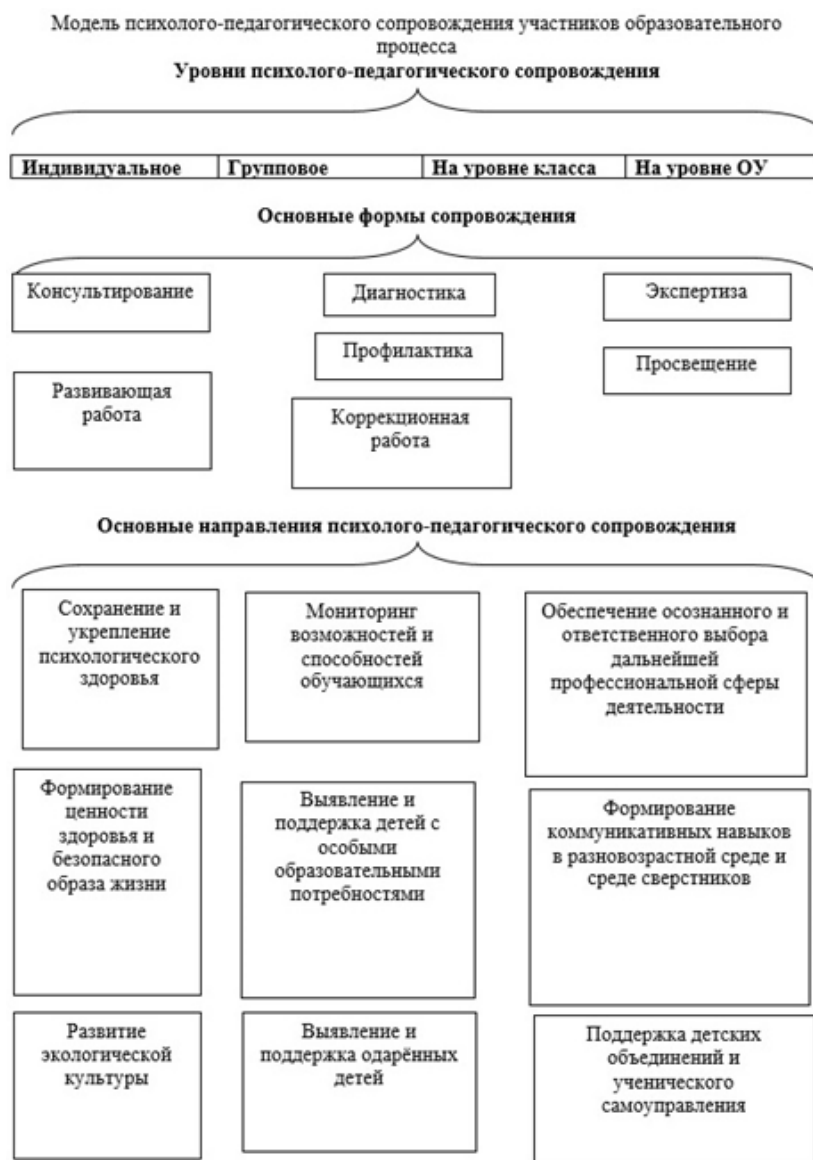 Модель психолого-педагогического сопровождения участников образовательного
процесса
Уровни психолого-педагогического сопровождения
Индивидуальное Групповое На уровне класса На уровне ОУ
Основные формы сопровождения
Консультирование
Диагностика
Экспертиза
Профилактика
Просвещение
Развивающая
работа
Коррекционная
работа
Основные направления психолого-педагогического сопровождения
Сохранение и
укрепление
психологического
здоровья
Мониторинг
возможностей и
способностей
обучающихся
Обеспечение осознанного и
ответственного выбора
дальнейшей
профессиональной сферы
деятельности
Формирование
ценности
здоровья и
безопасного
образа жизни
Выявление и
поддержка детей с
особыми
образовательными
потребностями
Формирование
коммуникативных навыков
в разновозрастной среде и
среде сверстников
Развитие
экологической
культуры
Выявление и
поддержка одарённых
детей
Поддержка детских
объединений и
ученического
самоуправления